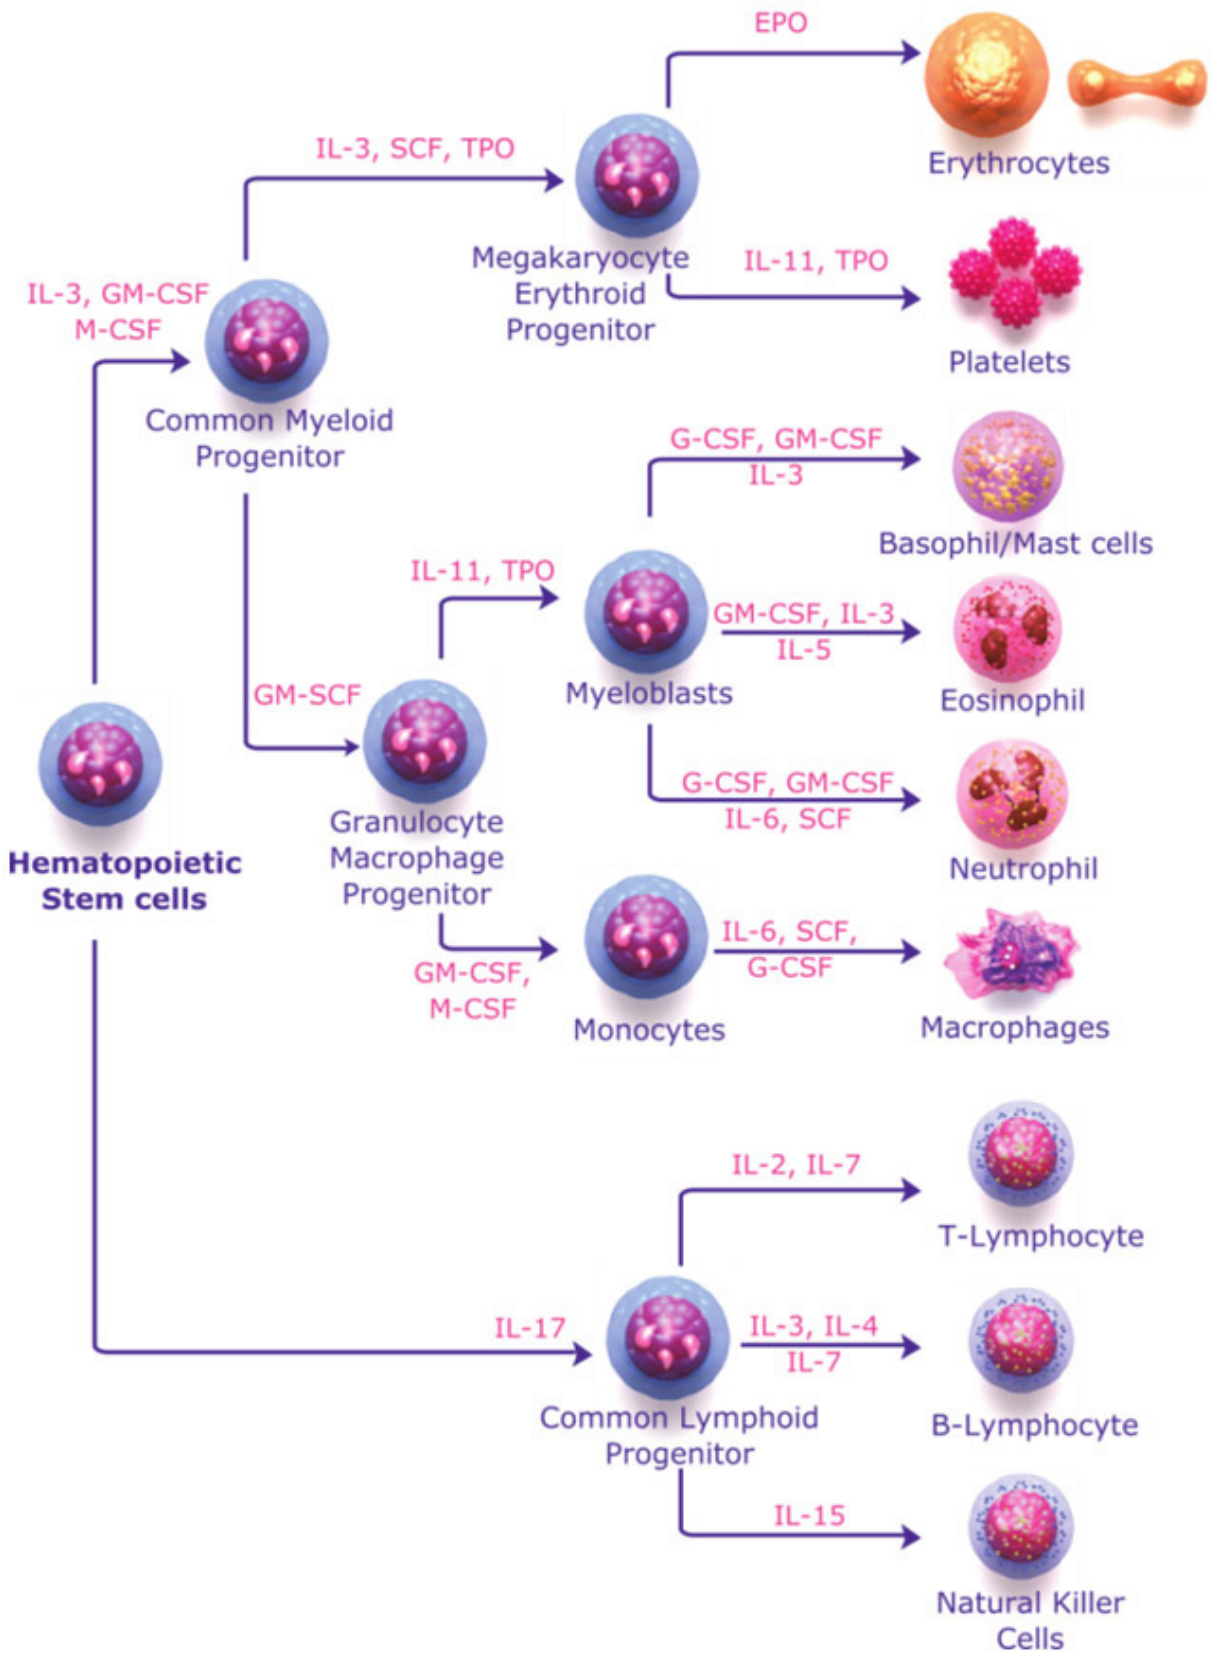 EPO
Erythrocytes
IL-3, SCF, TPO
Megakaryocyte
Erythroid
Progenitor
IL-11, TPO
Platelets
IL-3, GM-CSF
M-CSF
Common Myeloid
Progenitor
G-CSF, GM-CSF
IL-3
Basophil/Mast cells
IL-11, TPO
Myeloblasts
GM-CSF, IL-3
IL-5
Eosinophil
GM-SCF
Granulocyte
Macrophage
Progenitor
G-CSF, GM-CSF
IL-6, SCF
Neutrophil
Hematopoietic
Stem cells
GM-CSF,
M-CSF
Monocytes
IL-6, SCF,
G-CSF
Macrophages
IL-2, IL-7
T-Lymphocyte
IL-17
Common Lymphoid
Progenitor
IL-3, IL-4
IL-7
B-Lymphocyte
IL-15
Natural Killer
Cells